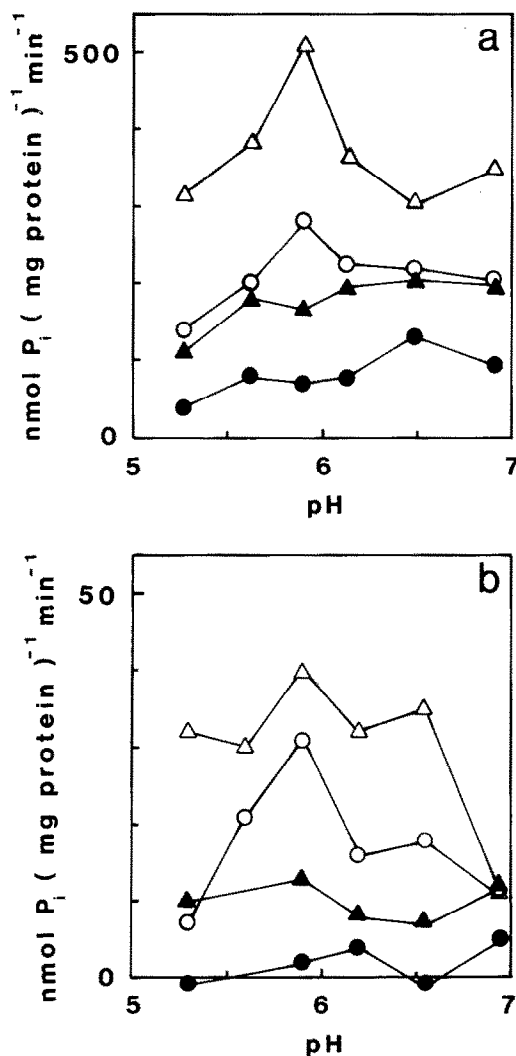 a
500
nmol Pi ( mg protein )⁻¹ min⁻¹
0
5 6 7
pH
b
50
nmol Pi ( mg protein )⁻¹ min⁻¹
0
5 6 7
pH